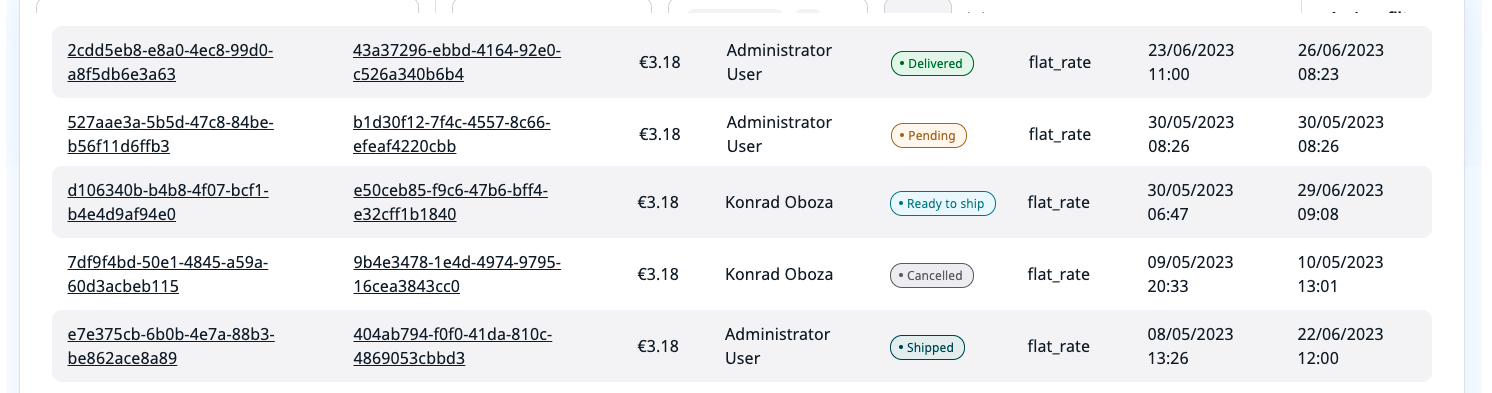 2cdd5eb8-e8a0-4ec8-99d0-a8f5db6e3a63 43a37296-ebbd-4164-92e0-c526a340b6b4 €3.18 Administrator User Delivered flat_rate 23/06/2023 11:00 26/06/2023 08:23
527aae3a-5b5d-47c8-84be-b56f11d6ffb3 b1d30f12-7f4c-4557-8c66-efeaf4220cbb €3.18 Administrator User Pending flat_rate 30/05/2023 08:26 30/05/2023 08:26
d106340b-b4b8-4f07-bcf1-b4e4d9af94e0 e50ceb85-f9c6-47b6-bff4-e32cff1b1840 €3.18 Konrad Oboza Ready to ship flat_rate 30/05/2023 06:47 29/06/2023 09:08
7df9f4bd-50e1-4845-a59a-60d3acbeb115 9b4e3478-1e4d-4974-9795-16cea3843cc0 €3.18 Konrad Oboza Cancelled flat_rate 09/05/2023 20:33 10/05/2023 13:01
e7e375cb-6b0b-4e7a-88b3-be862ace8a89 404ab794-f0f0-41da-810c-4869053cbbd3 €3.18 Administrator User Shipped flat_rate 08/05/2023 13:26 22/06/2023 12:00